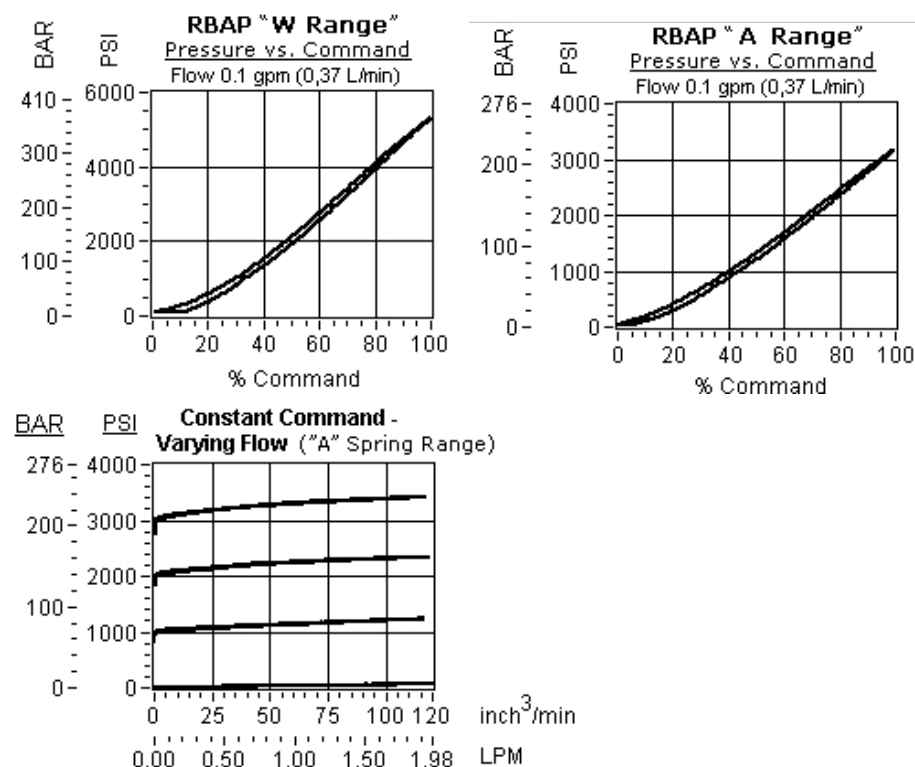 RBAP "W Range"
Pressure vs. Command
Flow 0.1 gpm (0,37 L/min)
BAR
PSI
410
300
200
100
0
6000
4000
2000
0
0 20 40 60 80 100
% Command
RBAP "A Range"
Pressure vs. Command
Flow 0.1 gpm (0,37 L/min)
BAR
PSI
276
200
100
0
4000
3000
2000
1000
0
0 20 40 60 80 100
% Command
Constant Command -
Varying Flow ("A" Spring Range)
BAR
PSI
276
200
100
0
4000
3000
2000
1000
0
0 25 50 75 100 120 inch³/min
0.00 0.50 1.00 1.50 1.98 LPM